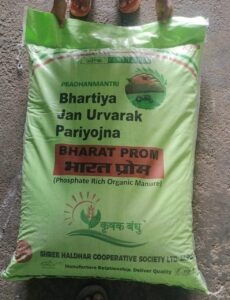 PRADHANMANTRI
Bhartiya
Jan Urvarak
Pariyojna
BHARAT PROM
भारत प्रोम
(Phosphate Rich Organic Manure)
कृषक बंधु
SHREE HALDHAR COOPERATIVE SOCIETY LTD.
Manufacture Relationship, Deliver Quality